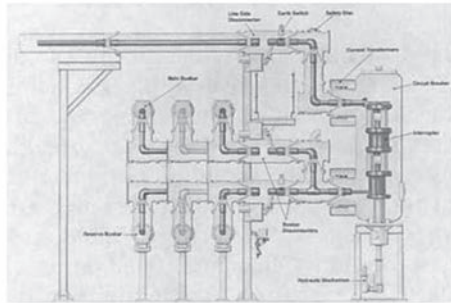 Line Side
Disconnector
Earth Switch
Safety Disc
Current Transformers
Circuit Breaker
Main Busbar
Interrupter
Reserve Busbar
Busbar
Disconnectors
Hydraulic Mechanism